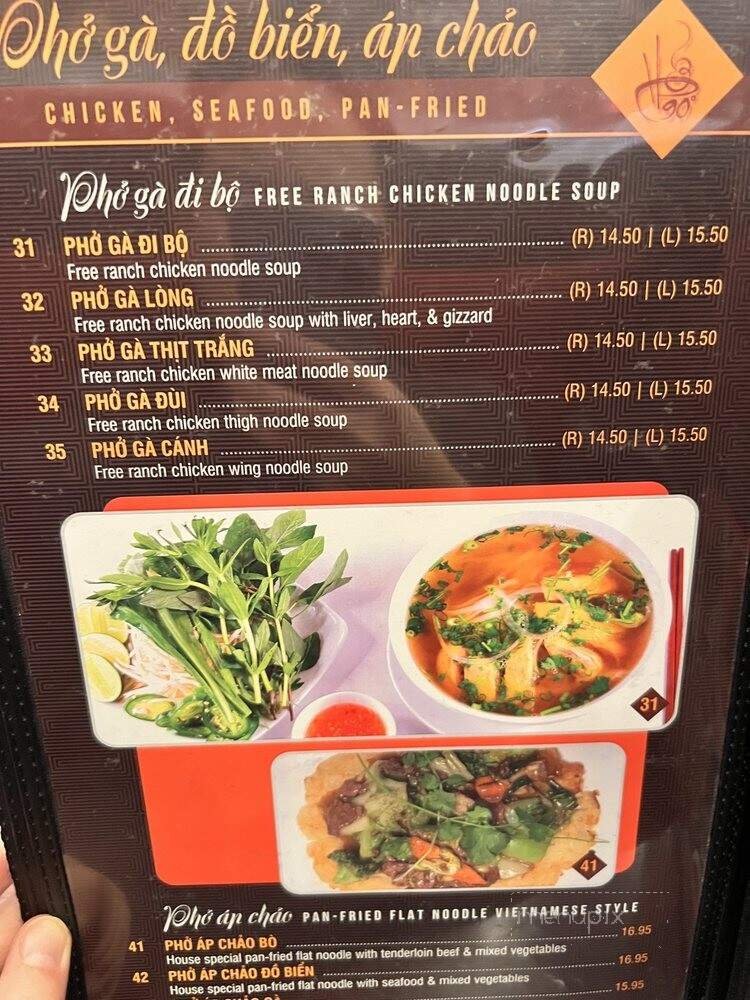 Phở gà, đồ biển, áp chảo
CHICKEN, SEAFOOD, PAN-FRIED
90°
Phở gà đi bộ FREE RANCH CHICKEN NOODLE SOUP
31 PHỞ GÀ ĐI BỘ (R) 14.50 | (L) 15.50
Free ranch chicken noodle soup
32 PHỞ GÀ LÒNG (R) 14.50 | (L) 15.50
Free ranch chicken noodle soup with liver, heart, & gizzard
33 PHỞ GÀ THỊT TRẮNG (R) 14.50 | (L) 15.50
Free ranch chicken white meat noodle soup
34 PHỞ GÀ ĐÙI (R) 14.50 | (L) 15.50
Free ranch chicken thigh noodle soup
35 PHỞ GÀ CÁNH (R) 14.50 | (L) 15.50
Free ranch chicken wing noodle soup
31
41
Phở áp chảo PAN-FRIED FLAT NOODLE VIETNAMESE STYLE
menupix
41 PHỞ ÁP CHẢO BÒ 16.95
House special pan-fried flat noodle with tenderloin beef & mixed vegetables
42 PHỞ ÁP CHẢO ĐỒ BIỂN 16.95
House special pan-fried flat noodle with seafood & mixed vegetables
15.95